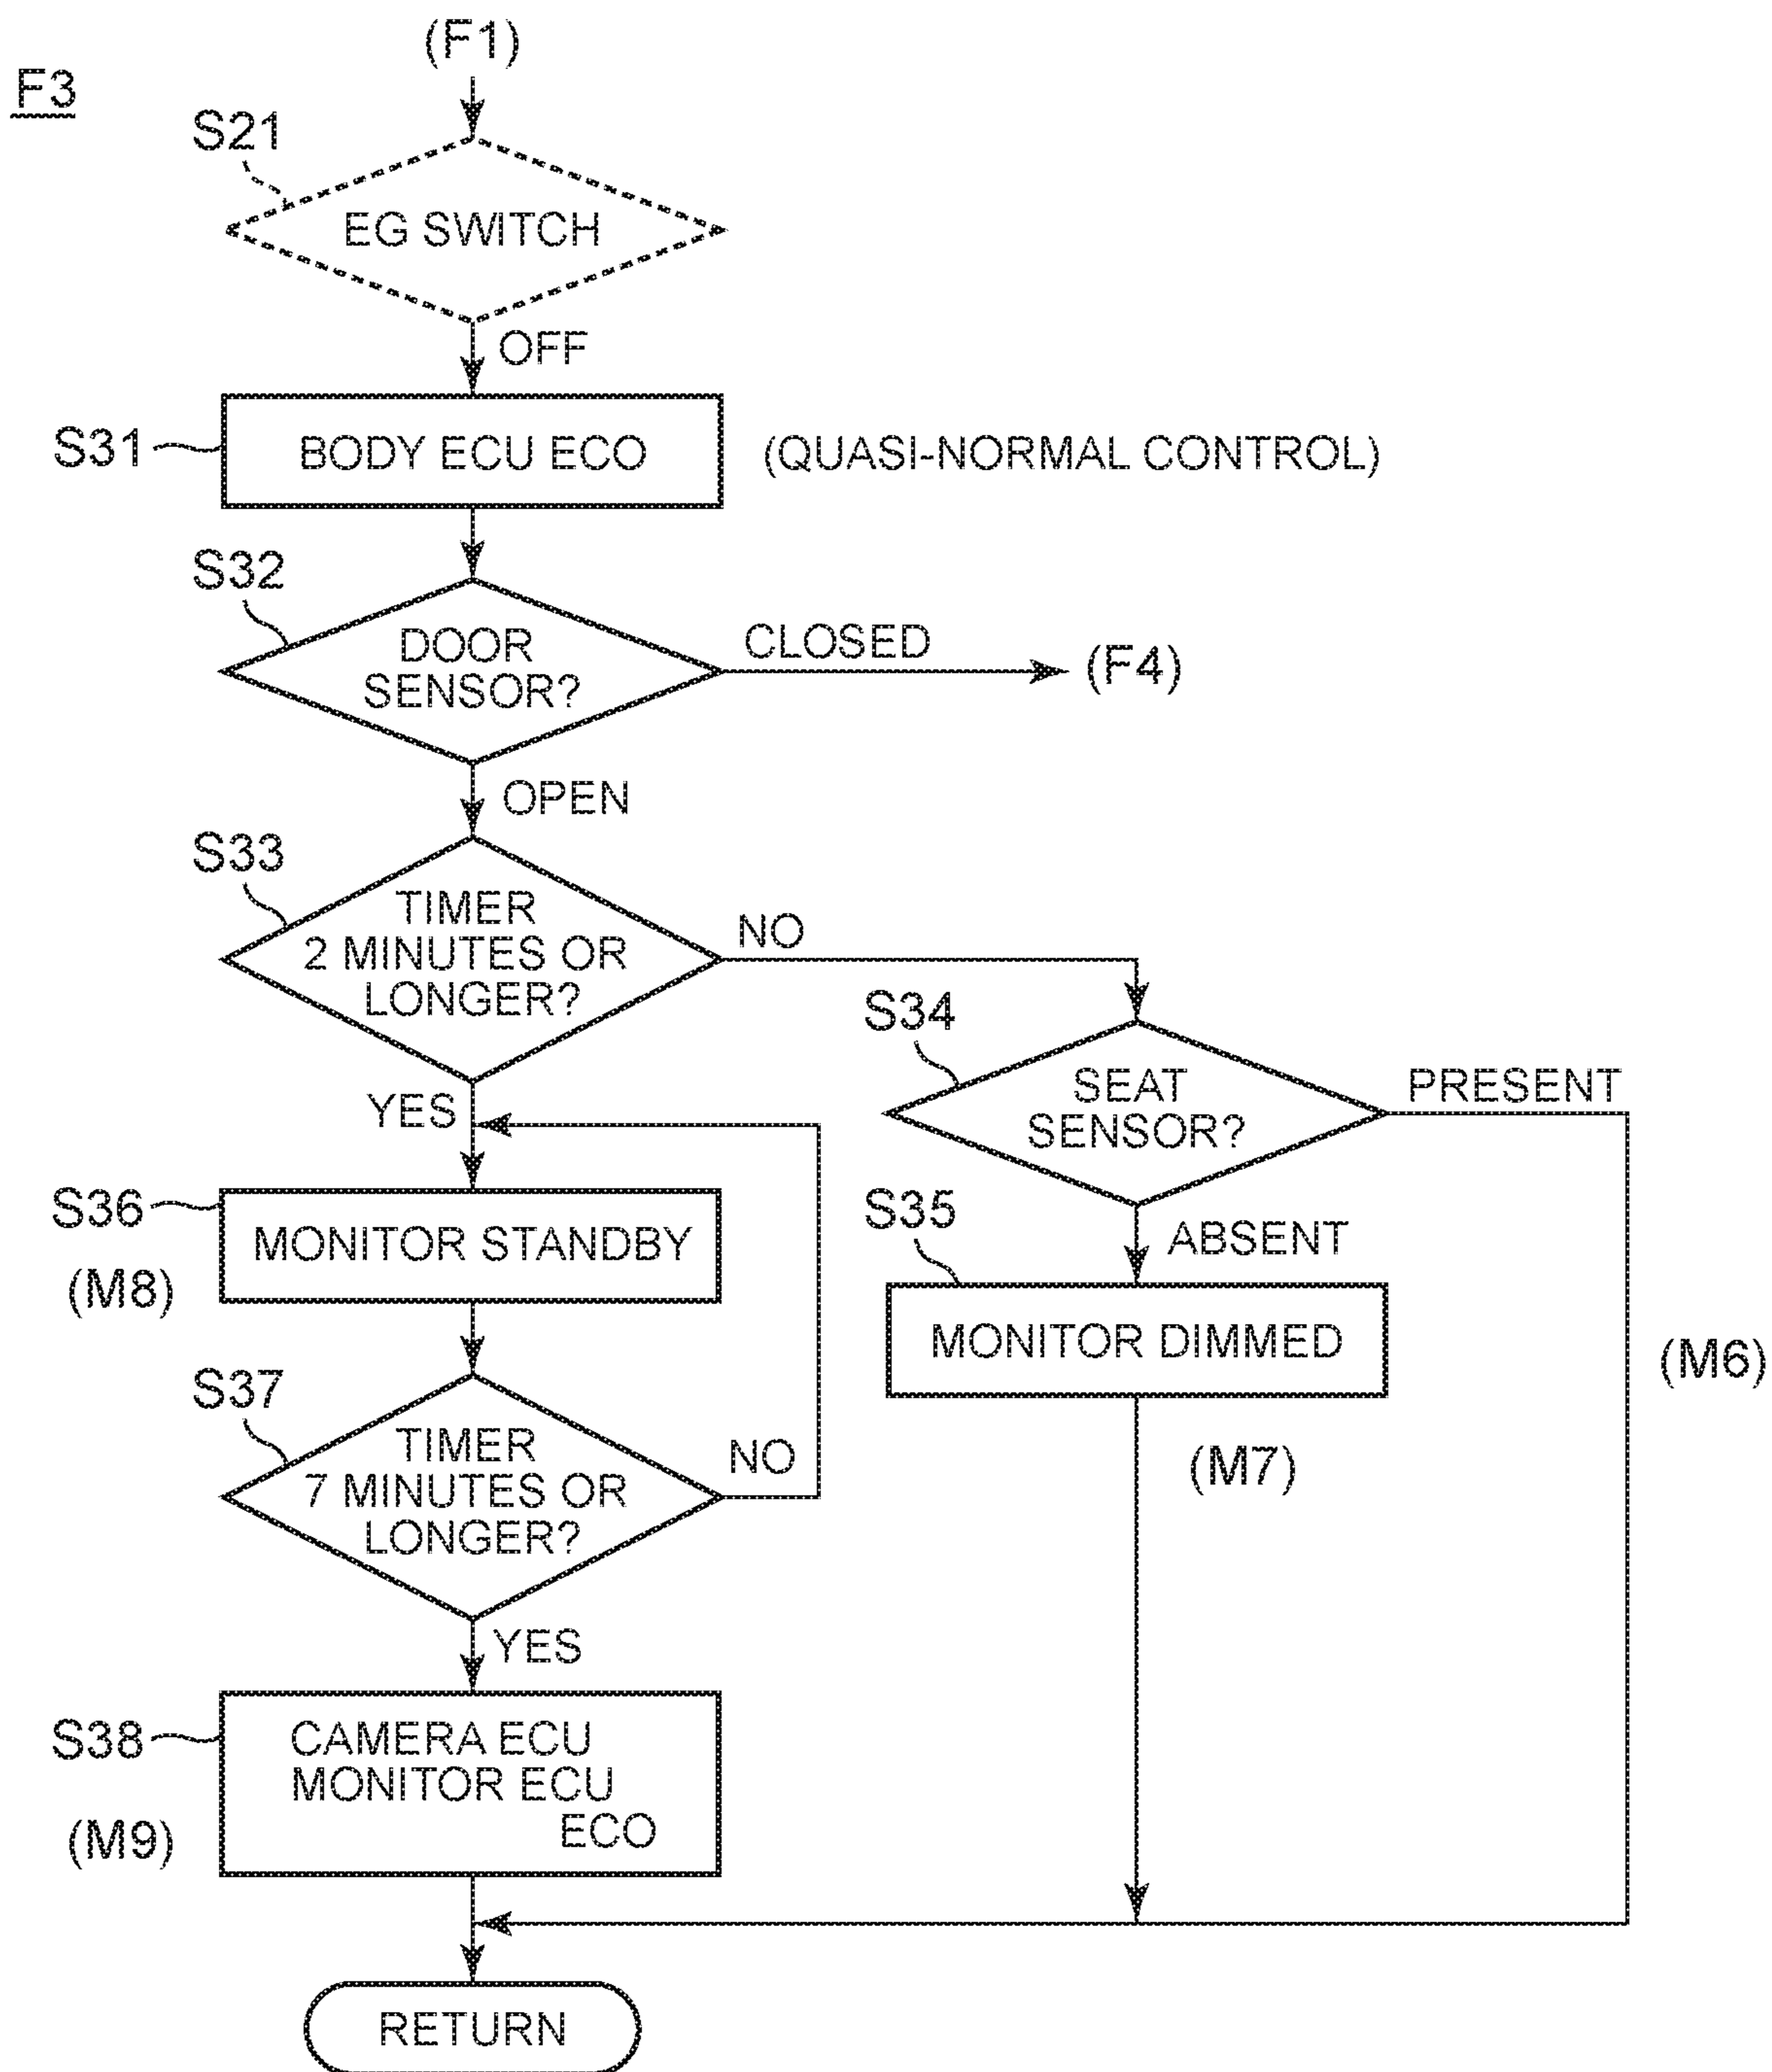 (F1)
F3
S21
EG SWITCH
OFF
S31
BODY ECU ECO
(QUASI-NORMAL CONTROL)
S32
DOOR
SENSOR?
CLOSED
(F4)
OPEN
S33
TIMER
2 MINUTES OR
LONGER?
NO
S34
SEAT
SENSOR?
PRESENT
YES
S36
MONITOR STANDBY
(M8)
S35
ABSENT
MONITOR DIMMED
(M6)
S37
TIMER
7 MINUTES OR
LONGER?
NO
(M7)
YES
S38
CAMERA ECU
MONITOR ECU
ECO
(M9)
RETURN